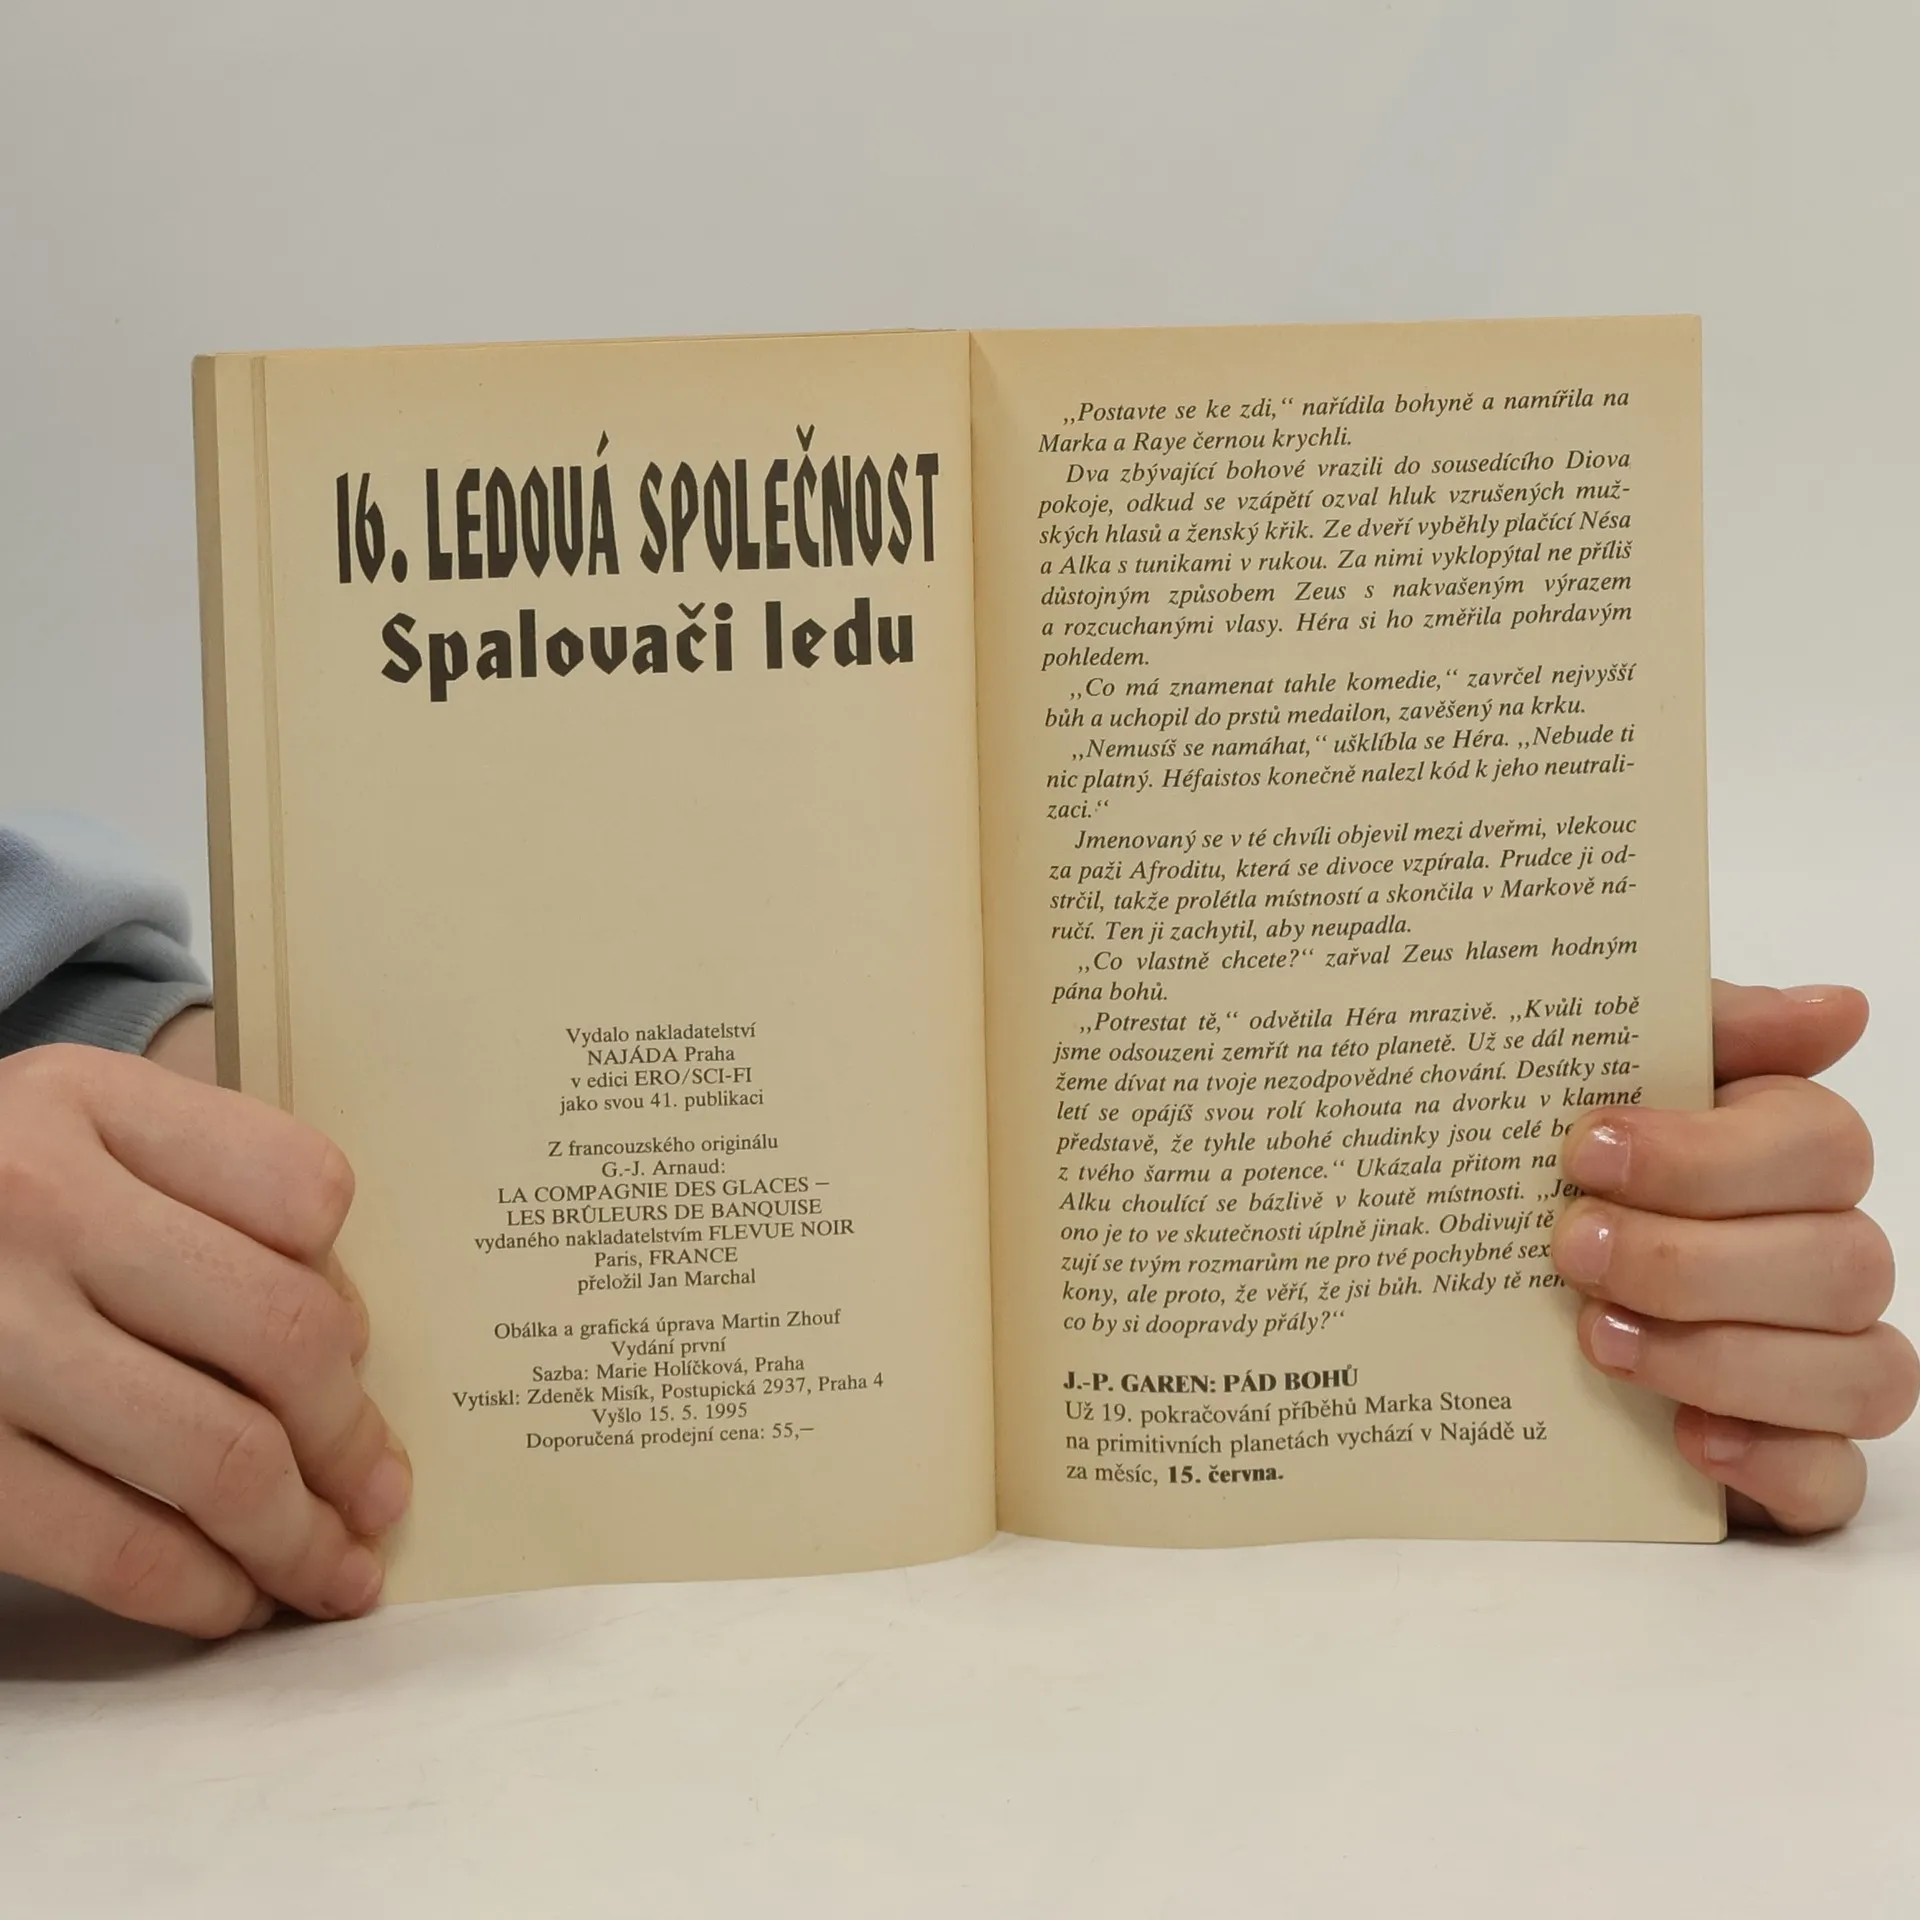 16. LEDOVÁ SPOLEČNOST
Spalovači ledu
Vydalo nakladatelství
NAJÁDA Praha
v edici ERO/SCI-FI
jako svou 41. publikaci
Z francouzského originálu
G.-J. Arnaud:
LA COMPAGNIE DES GLACES –
LES BRÛLEURS DE BANQUISE
vydaného nakladatelstvím FLEVUE NOIR
Paris, FRANCE
přeložil Jan Marchal
Obálka a grafická úprava Martin Zhouf
Vydání první
Sazba: Marie Holíčková, Praha
Vytiskl: Zdeněk Misík, Postupická 2937, Praha 4
Vyšlo 15. 5. 1995
Doporučená prodejní cena: 55,–
„Postavte se ke zdi,“ nařídila bohyně a namířila na
Marka a Raye černou krychli.
Dva zbývající bohové vrazili do sousedícího Diova
pokoje, odkud se vzápětí ozval hluk vzrušených muž-
ských hlasů a ženský křik. Ze dveří vyběhly plačící Nésa
a Alka s tunikami v rukou. Za nimi vyklopýtal ne příliš
důstojným způsobem Zeus s nakvašeným výrazem
a rozcuchanými vlasy. Héra si ho změřila pohrdavým
pohledem.
„Co má znamenat tahle komedie,“ zavrčel nejvyšší
bůh a uchopil do prstů medailon, zavěšený na krku.
„Nemusíš se namáhat,“ ušklíbla se Héra. „Nebude ti
nic platný. Héfaistos konečně nalezl kód k jeho neutrali-
zaci.“
Jmenovaný se v té chvíli objevil mezi dveřmi, vlekouc
za paži Afroditu, která se divoce vzpírala. Prudce ji od-
strčil, takže prolétla místností a skončila v Markově ná-
ručí. Ten ji zachytil, aby neupadla.
„Co vlastně chcete?“ zařval Zeus hlasem hodným
pána bohů.
„Potrestat tě,“ odvětila Héra mrazivě. „Kvůli tobě
jsme odsouzeni zemřít na této planetě. Už se dál nemů-
žeme dívat na tvoje nezodpovědné chování. Desítky sta-
letí se opájíš svou rolí kohouta na dvorku v klamné
představě, že tyhle ubohé chudinky jsou celé
z tvého šarmu a potence.“ Ukázala přitom na
Alku choulící se bázlivě v koutě místnosti.
ono je to ve skutečnosti úplně jinak. Obdivují tě
zují se tvým rozmarům ne pro tvé pochybné
kony, ale proto, že věří, že jsi bůh. Nikdy tě
co by si doopravdy přály?“
J.-P. GAREN: PÁD BOHŮ
Už 19. pokračování příběhů Marka Stonea
na primitivních planetách vychází v Najádě už
za měsíc, 15. června.